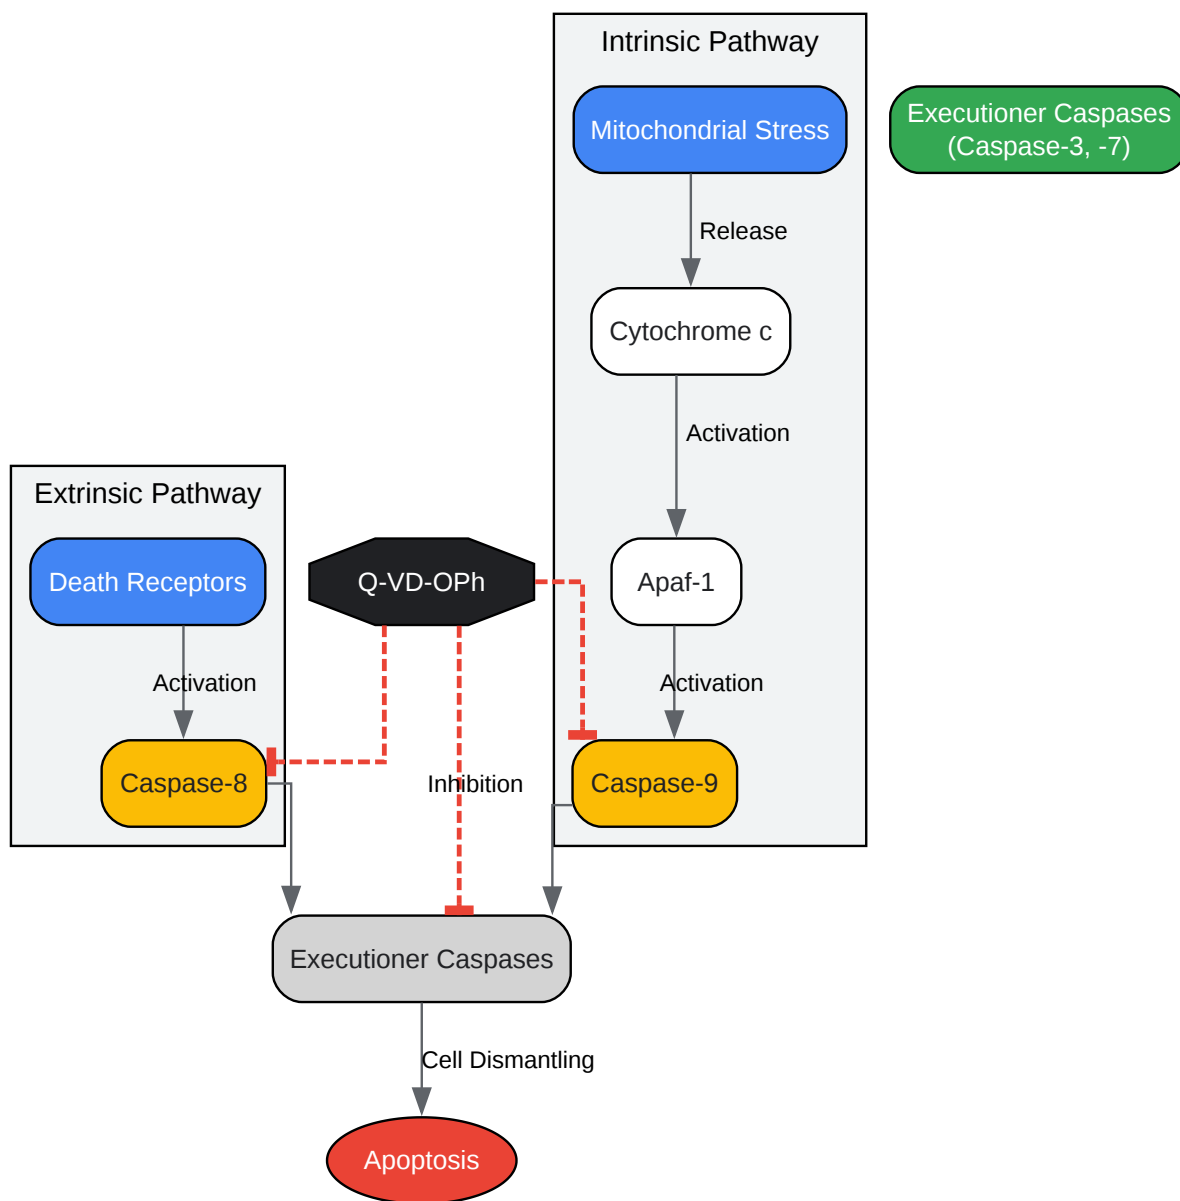 Intrinsic Pathway
Mitochondrial Stress
Executioner Caspases
(Caspase-3, -7)
Release
Cytochrome c
Activation
Extrinsic Pathway
Death Receptors
Q-VD-OPh
Apaf-1
Activation
Activation
Caspase-8
Inhibition
Caspase-9
Executioner Caspases
Cell Dismantling
Apoptosis